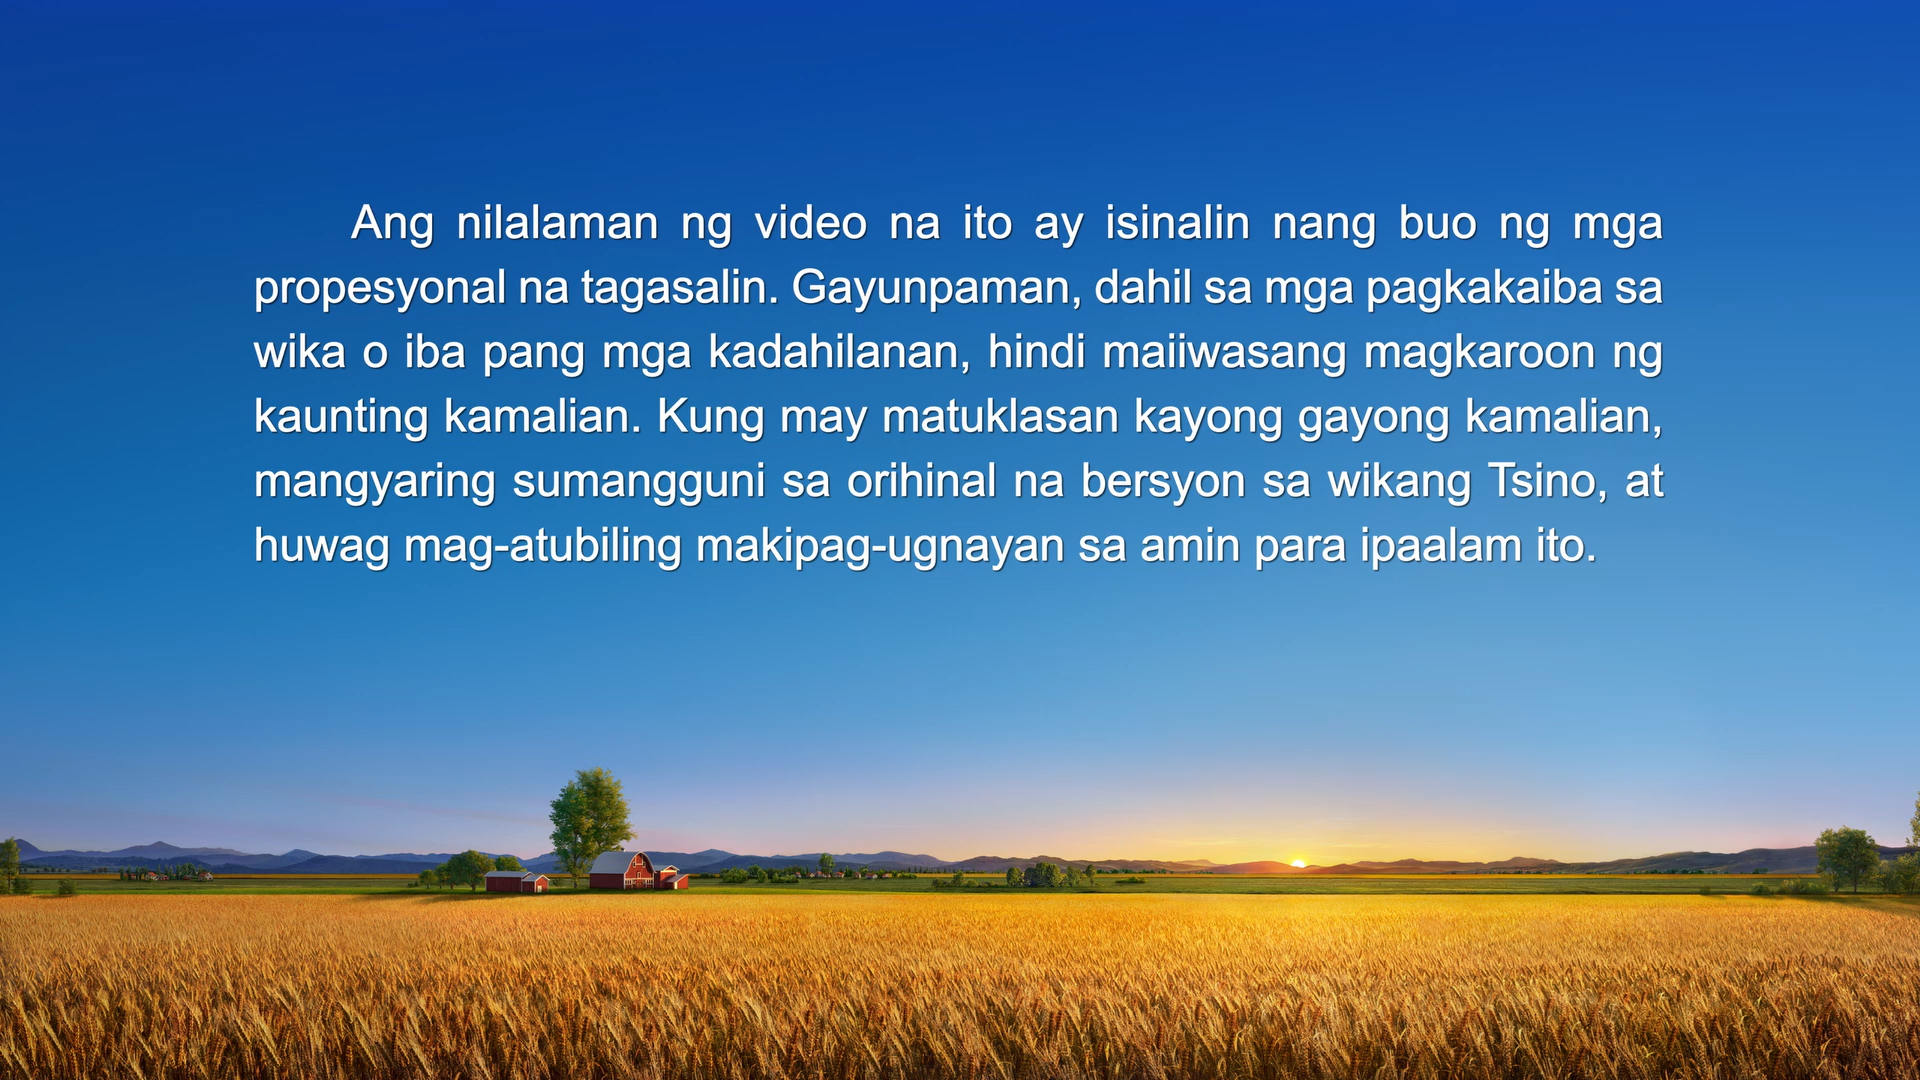 Ang nilalaman ng video na ito ay isinalin nang buo ng mga
propesyonal na tagasalin. Gayunpaman, dahil sa mga pagkakaiba sa
wika o iba pang mga kadahilanan, hindi maiiwasang magkaroon ng
kaunting kamalian. Kung may matuklasan kayong gayong kamalian,
mangyaring sumangguni sa orihinal na bersyon sa wikang Tsino, at
huwag mag-atubiling makipag-ugnayan sa amin para ipaalam ito.